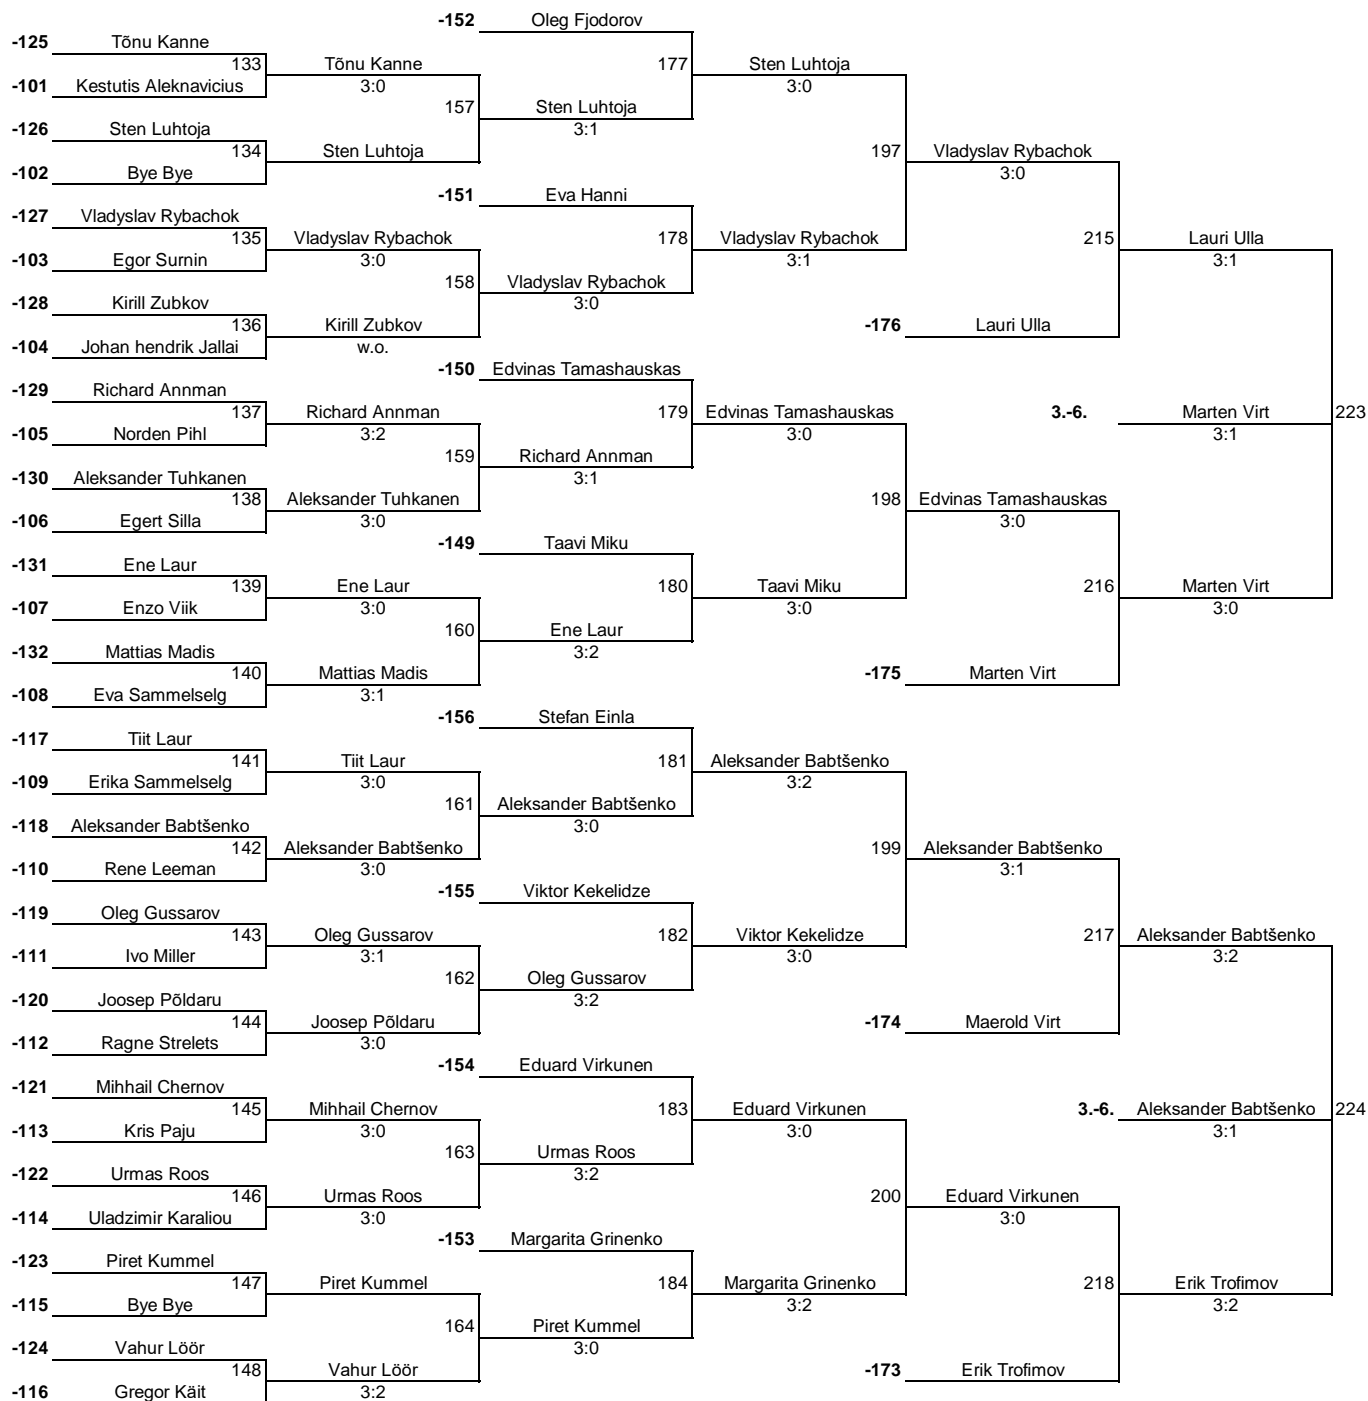 -152 Oleg Fjodorov
-125 Tõnu Kanne
133 Tõnu Kanne 177 Sten Luhtoja
-101 Kestutis Aleknavicius 3:0 3:0
157 Sten Luhtoja
-126 Sten Luhtoja 3:1
134 Sten Luhtoja 197 Vladyslav Rybachok
-102 Bye Bye 3:0
-151 Eva Hanni
-127 Vladyslav Rybachok
135 Vladyslav Rybachok 178 Vladyslav Rybachok 215 Lauri Ulla
-103 Egor Surnin 3:0 3:1 3:1
158 Vladyslav Rybachok
-128 Kirill Zubkov 3:0
136 Kirill Zubkov -176 Lauri Ulla
-104 Johan hendrik Jallai w.o.
-150 Edvinas Tamashauskas
-129 Richard Annman
137 Richard Annman 179 Edvinas Tamashauskas 3.-6. Marten Virt 223
-105 Norden Pihl 3:2 3:0 3:1
159 Richard Annman
-130 Aleksander Tuhkanen 3:1
138 Aleksander Tuhkanen 198 Edvinas Tamashauskas
-106 Egert Silla 3:0 3:0
-149 Taavi Miku
-131 Ene Laur
139 Ene Laur 180 Taavi Miku 216 Marten Virt
-107 Enzo Viik 3:0 3:0 3:0
160 Ene Laur
-132 Mattias Madis 3:2
140 Mattias Madis -175 Marten Virt
-108 Eva Sammelselg 3:1
-156 Stefan Einla
-117 Tiit Laur
141 Tiit Laur 181 Aleksander Babtšenko
-109 Erika Sammelselg 3:0 3:2
161 Aleksander Babtšenko
-118 Aleksander Babtšenko 3:0
142 Aleksander Babtšenko 199 Aleksander Babtšenko
-110 Rene Leeman 3:0 3:1
-155 Viktor Kekelidze
-119 Oleg Gussarov
143 Oleg Gussarov 182 Viktor Kekelidze 217 Aleksander Babtšenko
-111 Ivo Miller 3:1 3:0 3:2
162 Oleg Gussarov
-120 Joosep Põldaru 3:2
144 Joosep Põldaru -174 Maerold Virt
-112 Ragne Strelets 3:0
-154 Eduard Virkunen
-121 Mihhail Chernov
145 Mihhail Chernov 183 Eduard Virkunen 3.-6. Aleksander Babtšenko 224
-113 Kris Paju 3:0 3:0 3:1
163 Urmas Roos
-122 Urmas Roos 3:2
146 Urmas Roos 200 Eduard Virkunen
-114 Uladzimir Karaliou 3:0 3:0
-153 Margarita Grinenko
-123 Piret Kummel
147 Piret Kummel 184 Margarita Grinenko 218 Erik Trofimov
-115 Bye Bye 3:2 3:2
164 Piret Kummel
-124 Vahur Löör 3:0
148 Vahur Löör -173 Erik Trofimov
-116 Gregor Käit 3:2